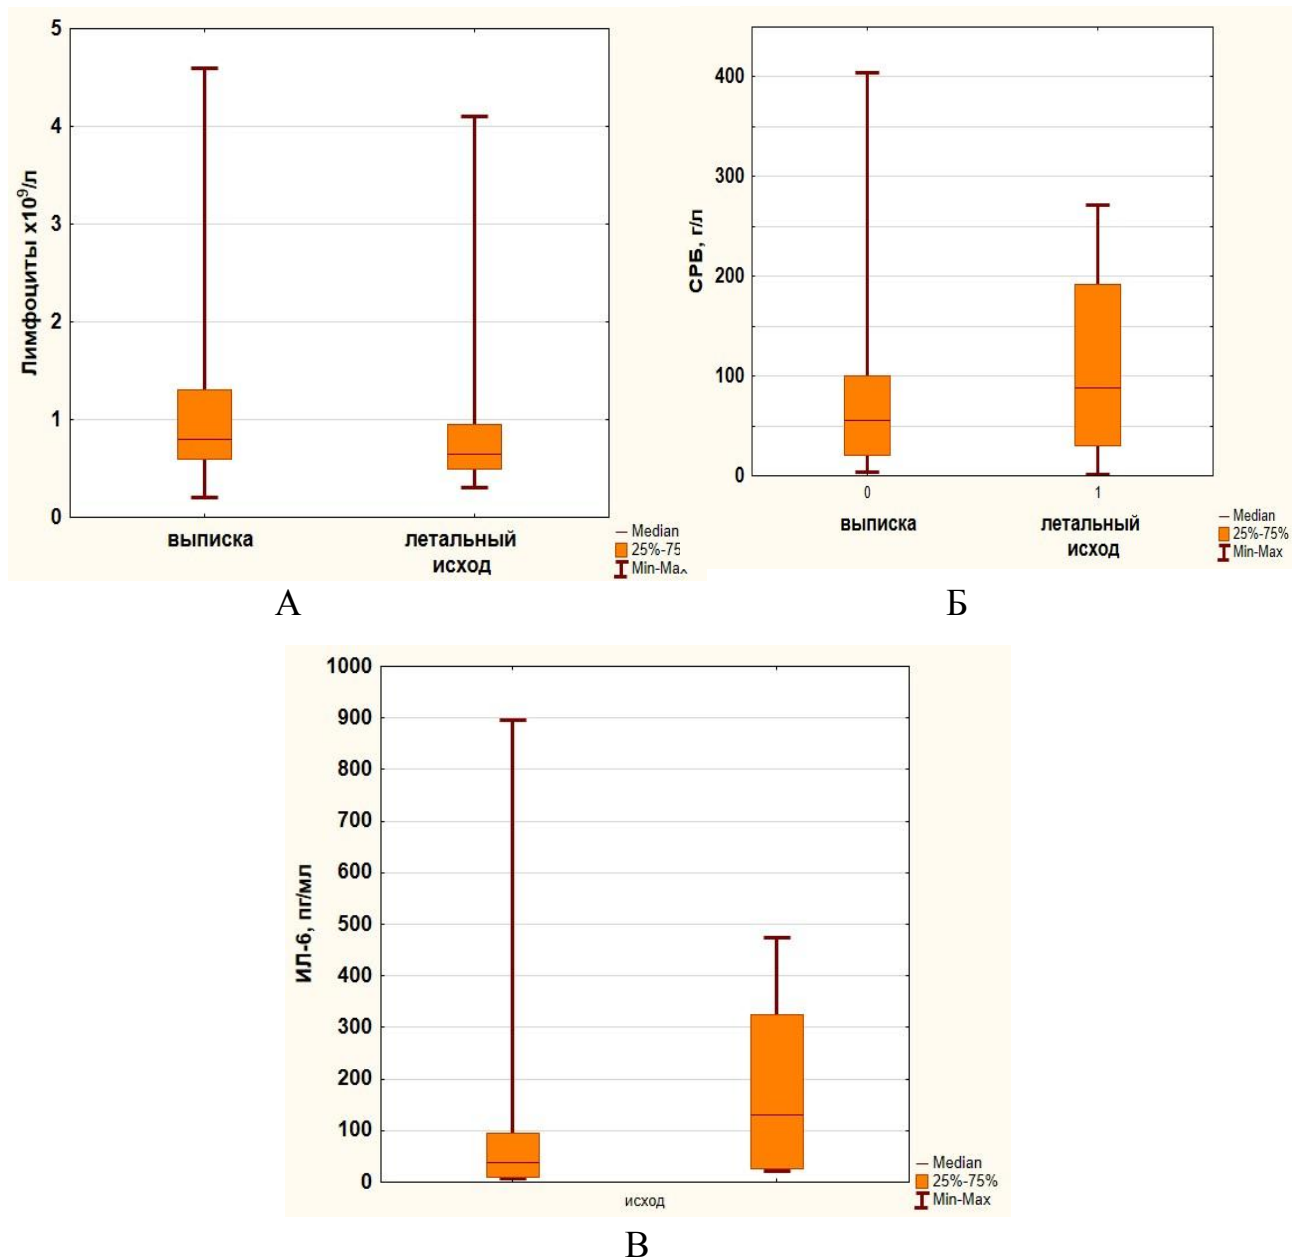 5
4
3
2
1
0
Лимфоциты х10⁹/л
выписка
летальный
исход
Median
25%-75
Min-Ma
А
400
300
200
100
0
СРБ, г/л
0
1
выписка
летальный
исход
Median
25%-75%
Min-Max
Б
1000
900
800
700
600
500
400
300
200
100
0
ИЛ-6, пг/мл
исход
Median
25%-75%
Min-Max
В